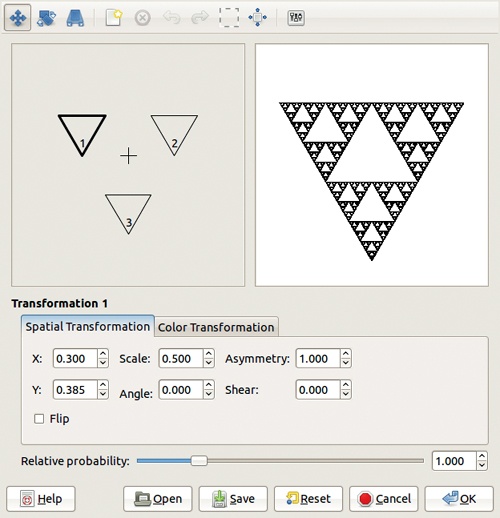 1
2
3
Transformation 1
Spatial Transformation Color Transformation
X: 0.300 Scale: 0.500 Asymmetry: 1.000
Y: 0.385 Angle: 0.000 Shear: 0.000
Flip
Relative probability: 1.000
Help Open Save Reset Cancel OK